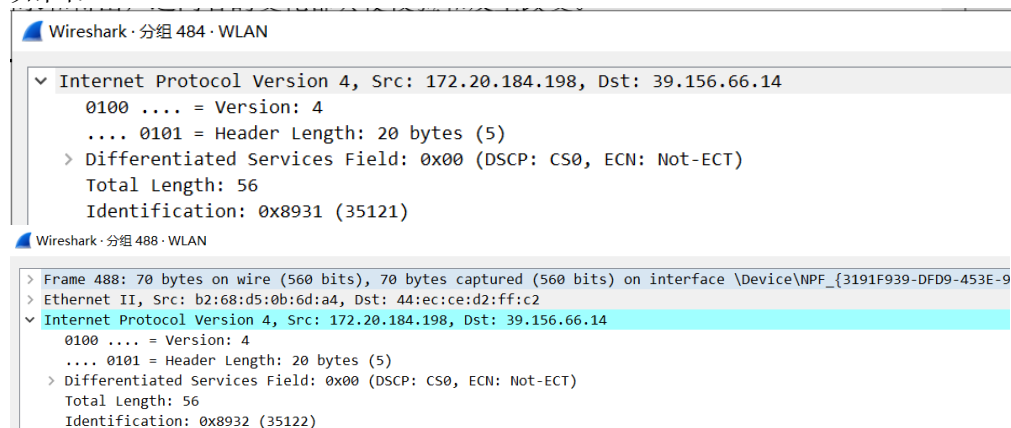 Wireshark · 分组 484 · WLAN
Internet Protocol Version 4, Src: 172.20.184.198, Dst: 39.156.66.14
0100 .... = Version: 4
.... 0101 = Header Length: 20 bytes (5)
Differentiated Services Field: 0x00 (DSCP: CS0, ECN: Not-ECT)
Total Length: 56
Identification: 0x8931 (35121)
Wireshark · 分组 488 · WLAN
Frame 488: 70 bytes on wire (560 bits), 70 bytes captured (560 bits) on interface \Device\NPF_{3191F939-DFD9-453E-9
Ethernet II, Src: b2:68:d5:0b:6d:a4, Dst: 44:ec:ce:d2:ff:c2
Internet Protocol Version 4, Src: 172.20.184.198, Dst: 39.156.66.14
0100 .... = Version: 4
.... 0101 = Header Length: 20 bytes (5)
Differentiated Services Field: 0x00 (DSCP: CS0, ECN: Not-ECT)
Total Length: 56
Identification: 0x8932 (35122)